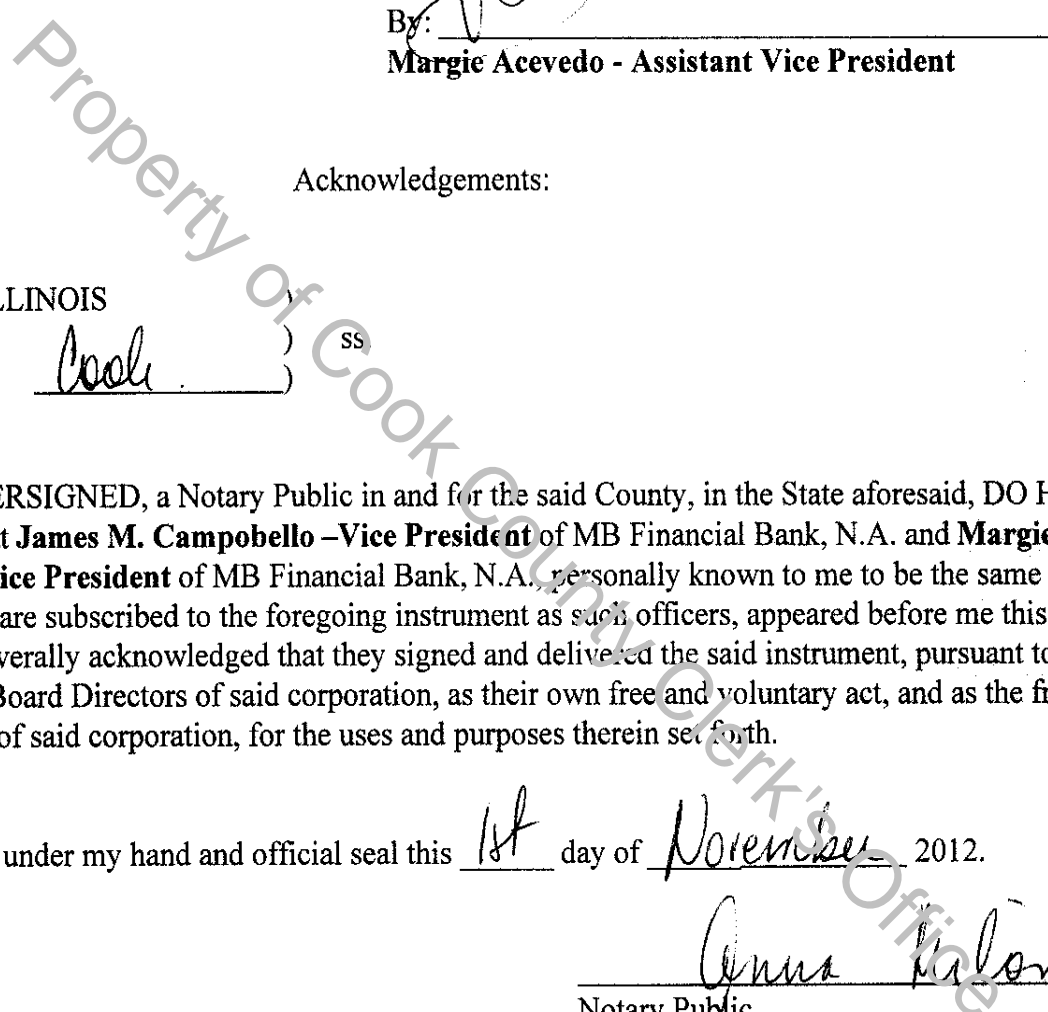 By:
Margie Acevedo - Assistant Vice President
Acknowledgements:
LLINOIS )
Cook ) ss
)
ERSIGNED, a Notary Public in and for the said County, in the State aforesaid, DO H
t James M. Campobello –Vice President of MB Financial Bank, N.A. and Margie
ice President of MB Financial Bank, N.A., personally known to me to be the same
are subscribed to the foregoing instrument as such officers, appeared before me this
verally acknowledged that they signed and delivered the said instrument, pursuant to
Board Directors of said corporation, as their own free and voluntary act, and as the fr
of said corporation, for the uses and purposes therein set forth.
under my hand and official seal this 1st day of November 2012.
Anna
Notary Public
Property of Cook County Clerk's Office